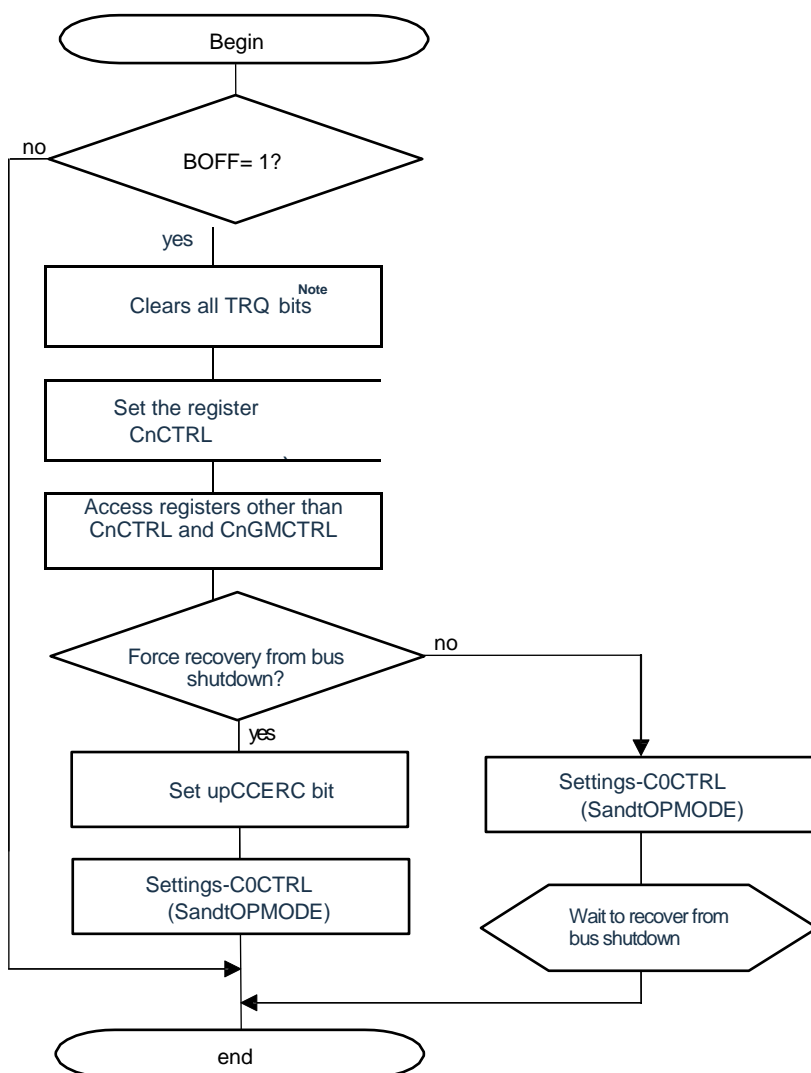 Begin
no
BOFF= 1?
yes
Clears all TRQ bits Note
Set the register
CnCTRL
Access registers other than
CnCTRL and CnGMCTRL
Force recovery from bus
shutdown?
no
yes
Set upCCERC bit
Settings-C0CTRL
(SandtOPMODE)
Settings-C0CTRL
(SandtOPMODE)
Wait to recover from
bus shutdown
end